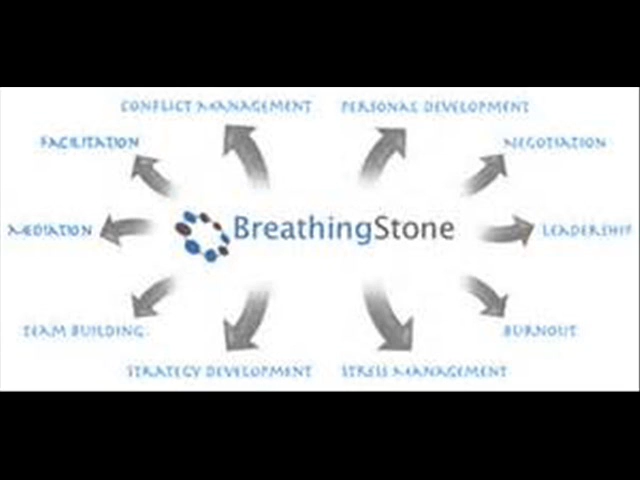 CONFLICT MANAGEMENT
PERSONAL DEVELOPMENT
FACILITATION
NEGOTIATION
MEDIATION
BreathingStone
LEADERSHIP
TEAM BUILDING
BURNOUT
STRATEGY DEVELOPMENT
STRESS MANAGEMENT